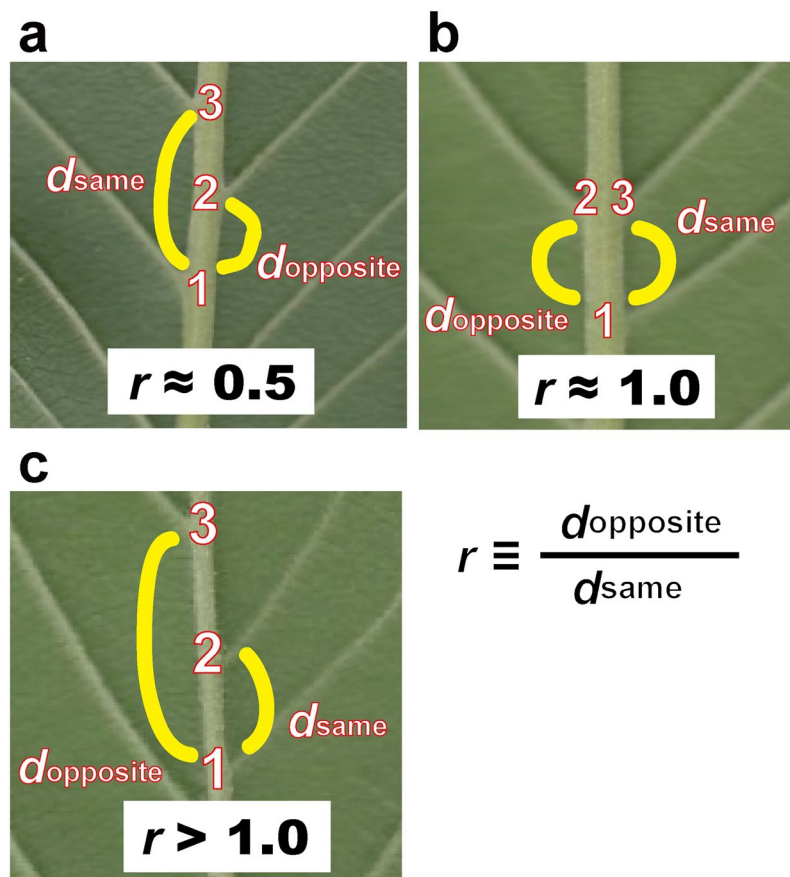 a
3
dsame
2
dopposite
1
r ≈ 0.5
b
2 3
dsame
dopposite
1
r ≈ 1.0
c
3
2
dsame
dopposite
1
r > 1.0
r ≡ dopposite
dsame